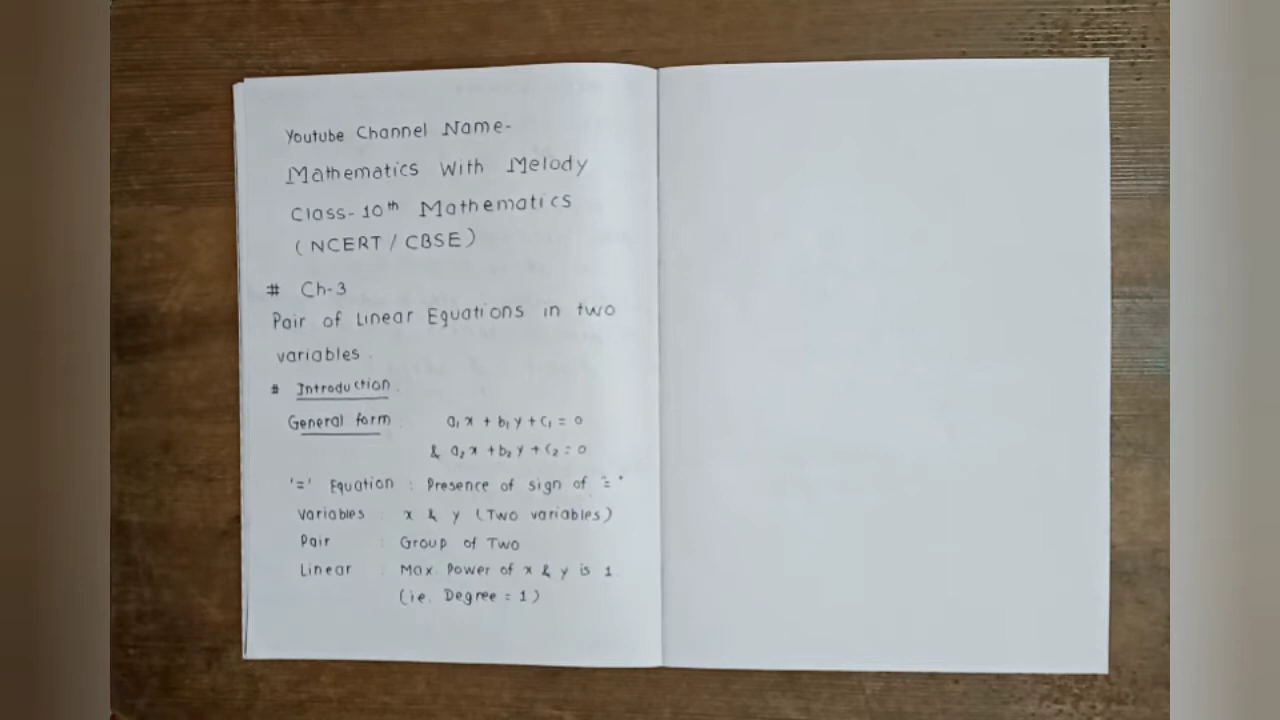 Youtube Channel Name-
Mathematics With Melody
Class-10th Mathematics
(NCERT / CBSE)
# Ch-3
Pair of Linear Equations in two
variables.
# Introduction.
General form : a₁x + b₁y + c₁ = 0
& a₂x + b₂y + c₂ = 0
'=' Equation : Presence of sign of "="
Variables : x & y (Two variables)
Pair : Group of Two
Linear : Max. Power of x & y is 1.
(ie. Degree = 1)